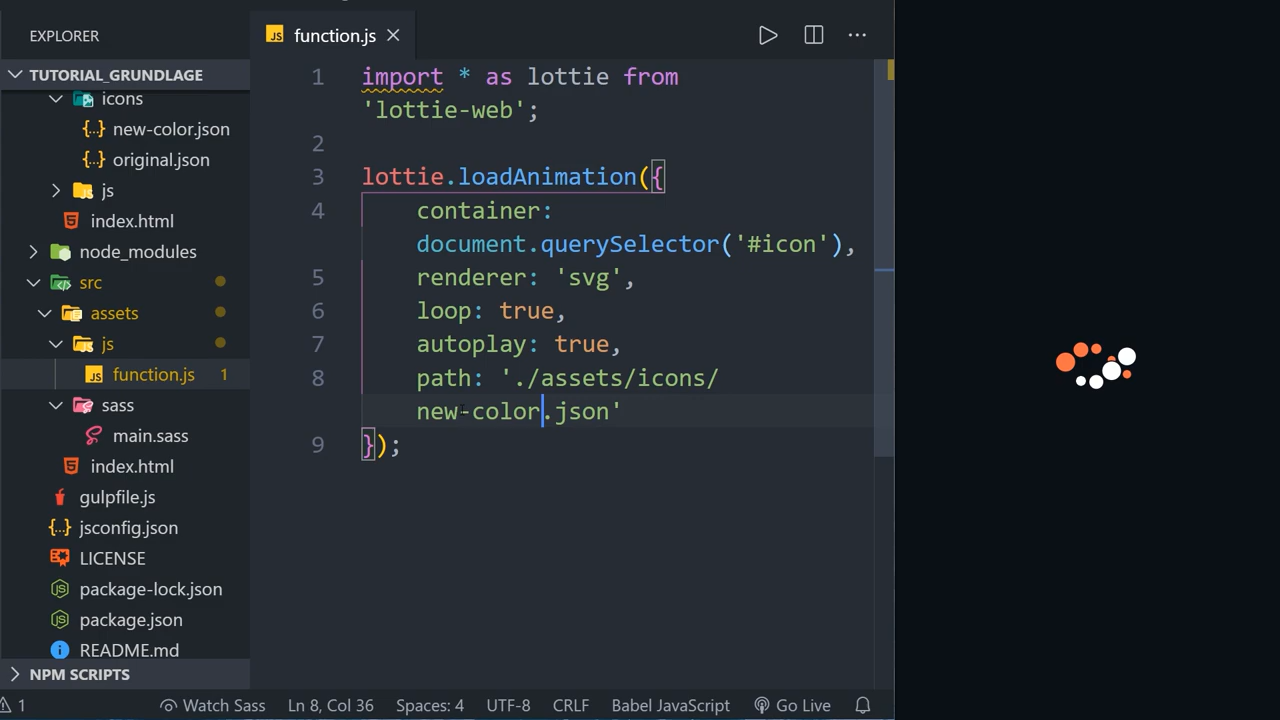 EXPLORER
function.js
TUTORIAL_GRUNDLAGE
icons
new-color.json
original.json
js
index.html
node_modules
src
assets
js
function.js 1
sass
main.sass
index.html
gulpfile.js
jsconfig.json
LICENSE
package-lock.json
package.json
README.md
NPM SCRIPTS
1 import * as lottie from
'lottie-web';
2
3 lottie.loadAnimation({
4 container:
document.querySelector('#icon'),
5 renderer: 'svg',
6 loop: true,
7 autoplay: true,
8 path: './assets/icons/
new-color.json'
9 });
1 Watch Sass Ln 8, Col 36 Spaces: 4 UTF-8 CRLF Babel JavaScript Go Live